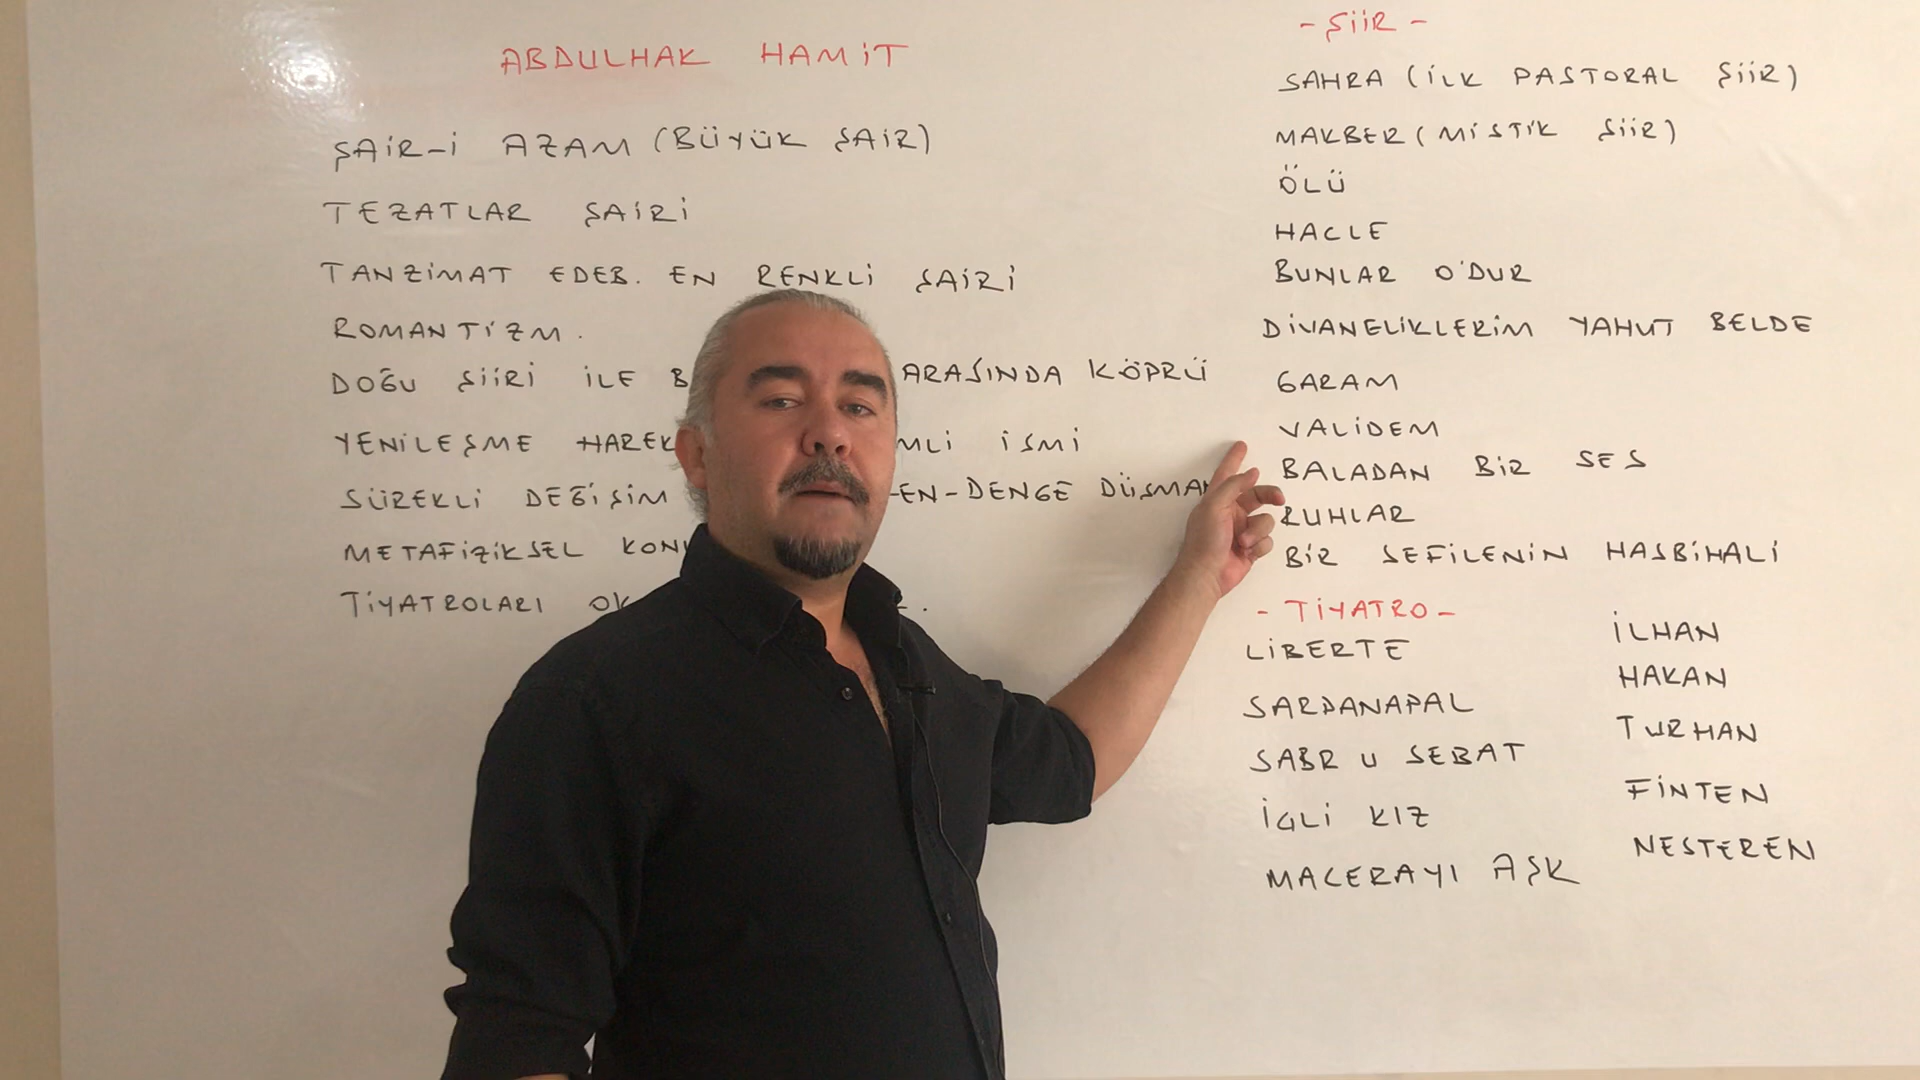 ABDULHAK HAMİT
ŞAİR-İ AZAM (BÜYÜK ŞAİR)
TEZATLAR ŞAİRİ
TANZİMAT EDEB. EN RENKLİ ŞAİRİ
ROMANTİZM.
DOĞU ŞİİRİ İLE B ARASINDA KÖPRÜ
YENİLEŞME HAREK MLİ İSMİ
SÜREKLİ DEĞİŞİM -EN-DENGE DÜŞMA
METAFİZİKSEL KON
TİYATROLARI OK .
- ŞİİR -
SAHRA (İLK PASTORAL ŞİİR)
MAKBER (MİSTİK ŞİİR)
ÖLÜ
HACLE
BUNLAR O'DUR
DİVANELİKLERİM YAHUT BELDE
GARAM
VALİDEM
BALADAN BİR SES
RUHLAR
BİR SEFİLENİN HASBİHALİ
- TİYATRO -
LİBERTE
SARDANAPAL
SABR U SEBAT
İÇLİ KIZ
MACERAYI AŞK
İLHAN
HAKAN
TURHAN
FİNTEN
NESTEREN